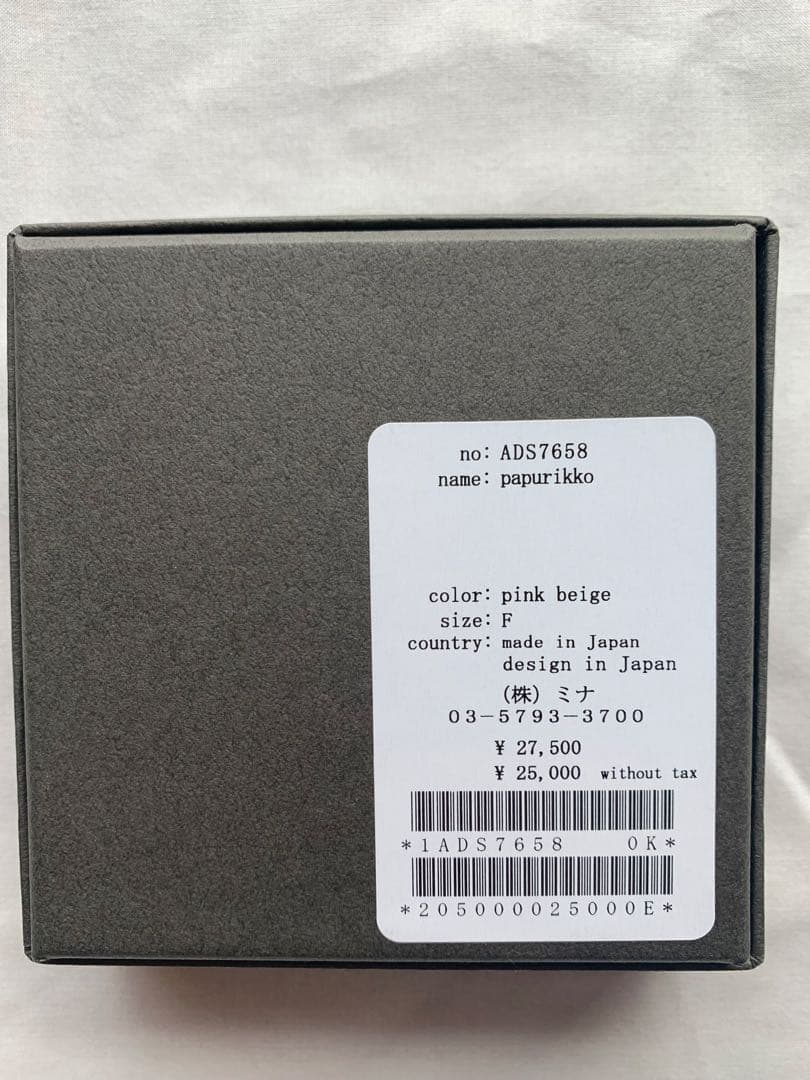 no: ADS7658
name: papurikko
color: pink beige
size: F
country: made in Japan
design in Japan
(株) ミナ
03-5793-3700
¥ 27,500
¥ 25,000 without tax
*1ADS7658 0K*
*205000025000E*